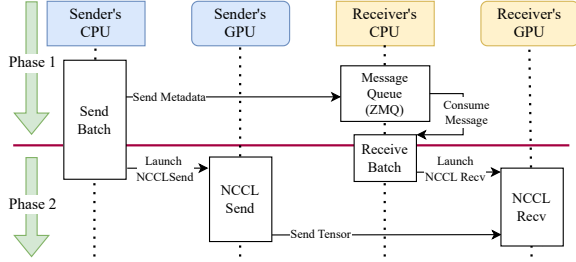 Sender's
CPU
Sender's
GPU
Receiver's
CPU
Receiver's
GPU
Phase 1
Send
Batch
Send Metadata
Message
Queue
(ZMQ)
Consume
Message
Receive
Batch
Phase 2
Launch
NCCLSend
NCCL
Send
Launch
NCCL Recv
NCCL
Recv
Send Tensor